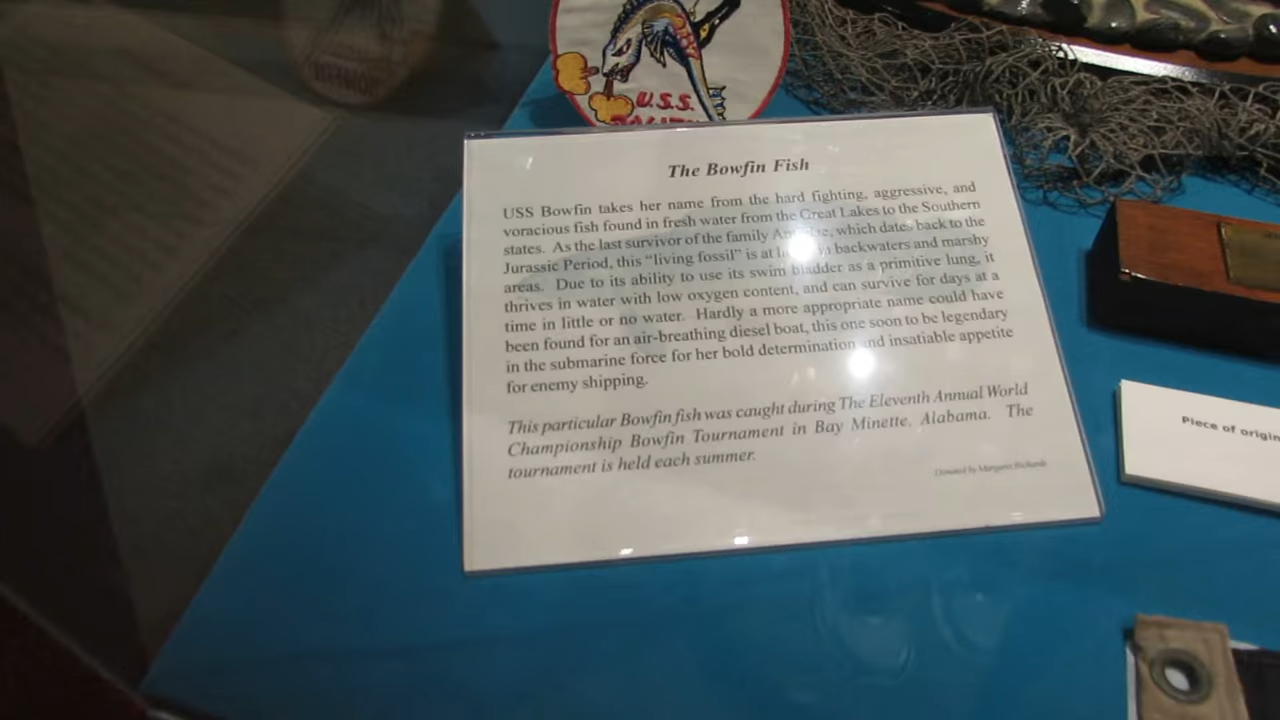 U.S.S.
The Bowfin Fish
USS Bowfin takes her name from the hard fighting, aggressive, and
voracious fish found in fresh water from the Great Lakes to the Southern
states. As the last survivor of the family which dates back to the
Jurassic Period, this “living fossil” is at in backwaters and marshy
areas. Due to its ability to use its swim bladder as a primitive lung, it
thrives in water with low oxygen content, and can survive for days at a
time in little or no water. Hardly a more appropriate name could have
been found for an air-breathing diesel boat, this one soon to be legendary
in the submarine force for her bold determination and insatiable appetite
for enemy shipping.
This particular Bowfin fish was caught during The Eleventh Annual World
Championship Bowfin Tournament in Bay Minette, Alabama. The
tournament is held each summer.
Donated by Margaret Richards
Piece of origin